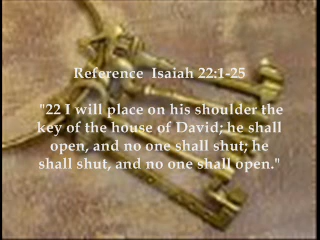 Reference  Isaiah 22:1-25
"22 I will place on his shoulder the
key of the house of David; he shall
open, and no one shall shut; he
shall shut, and no one shall open."